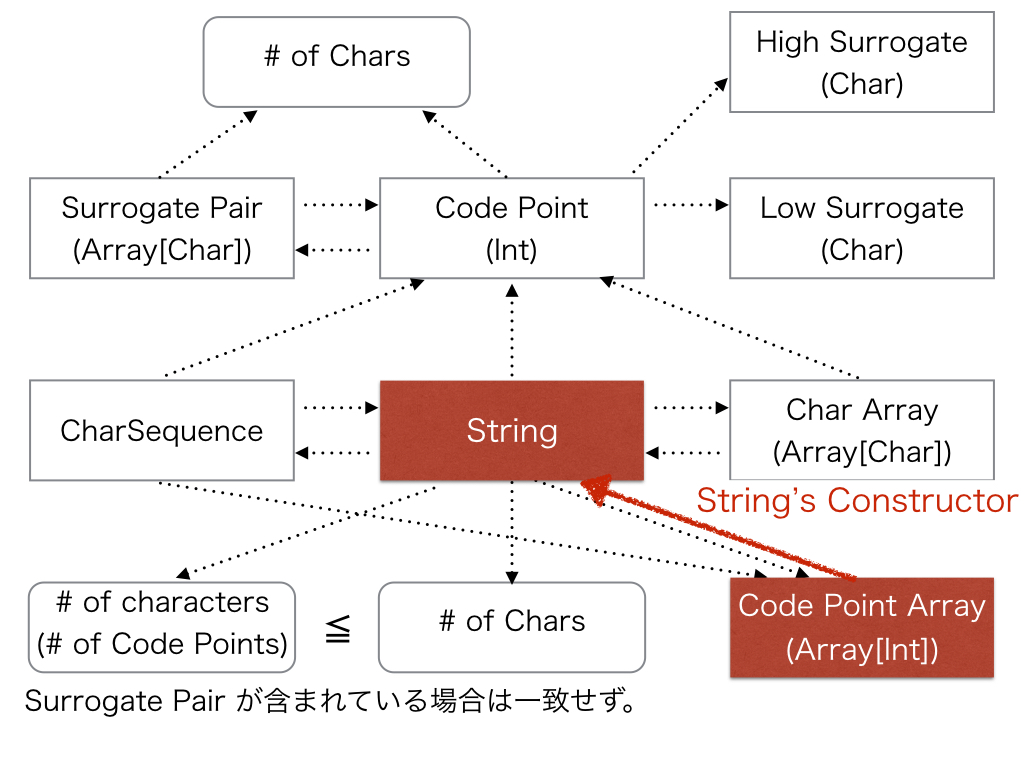 # of Chars
High Surrogate
(Char)
Surrogate Pair
(Array[Char])
Code Point
(Int)
Low Surrogate
(Char)
CharSequence
String
Char Array
(Array[Char])
String's Constructor
# of characters
(# of Code Points)
≦
# of Chars
Code Point Array
(Array[Int])
Surrogate Pair が含まれている場合は一致せず。